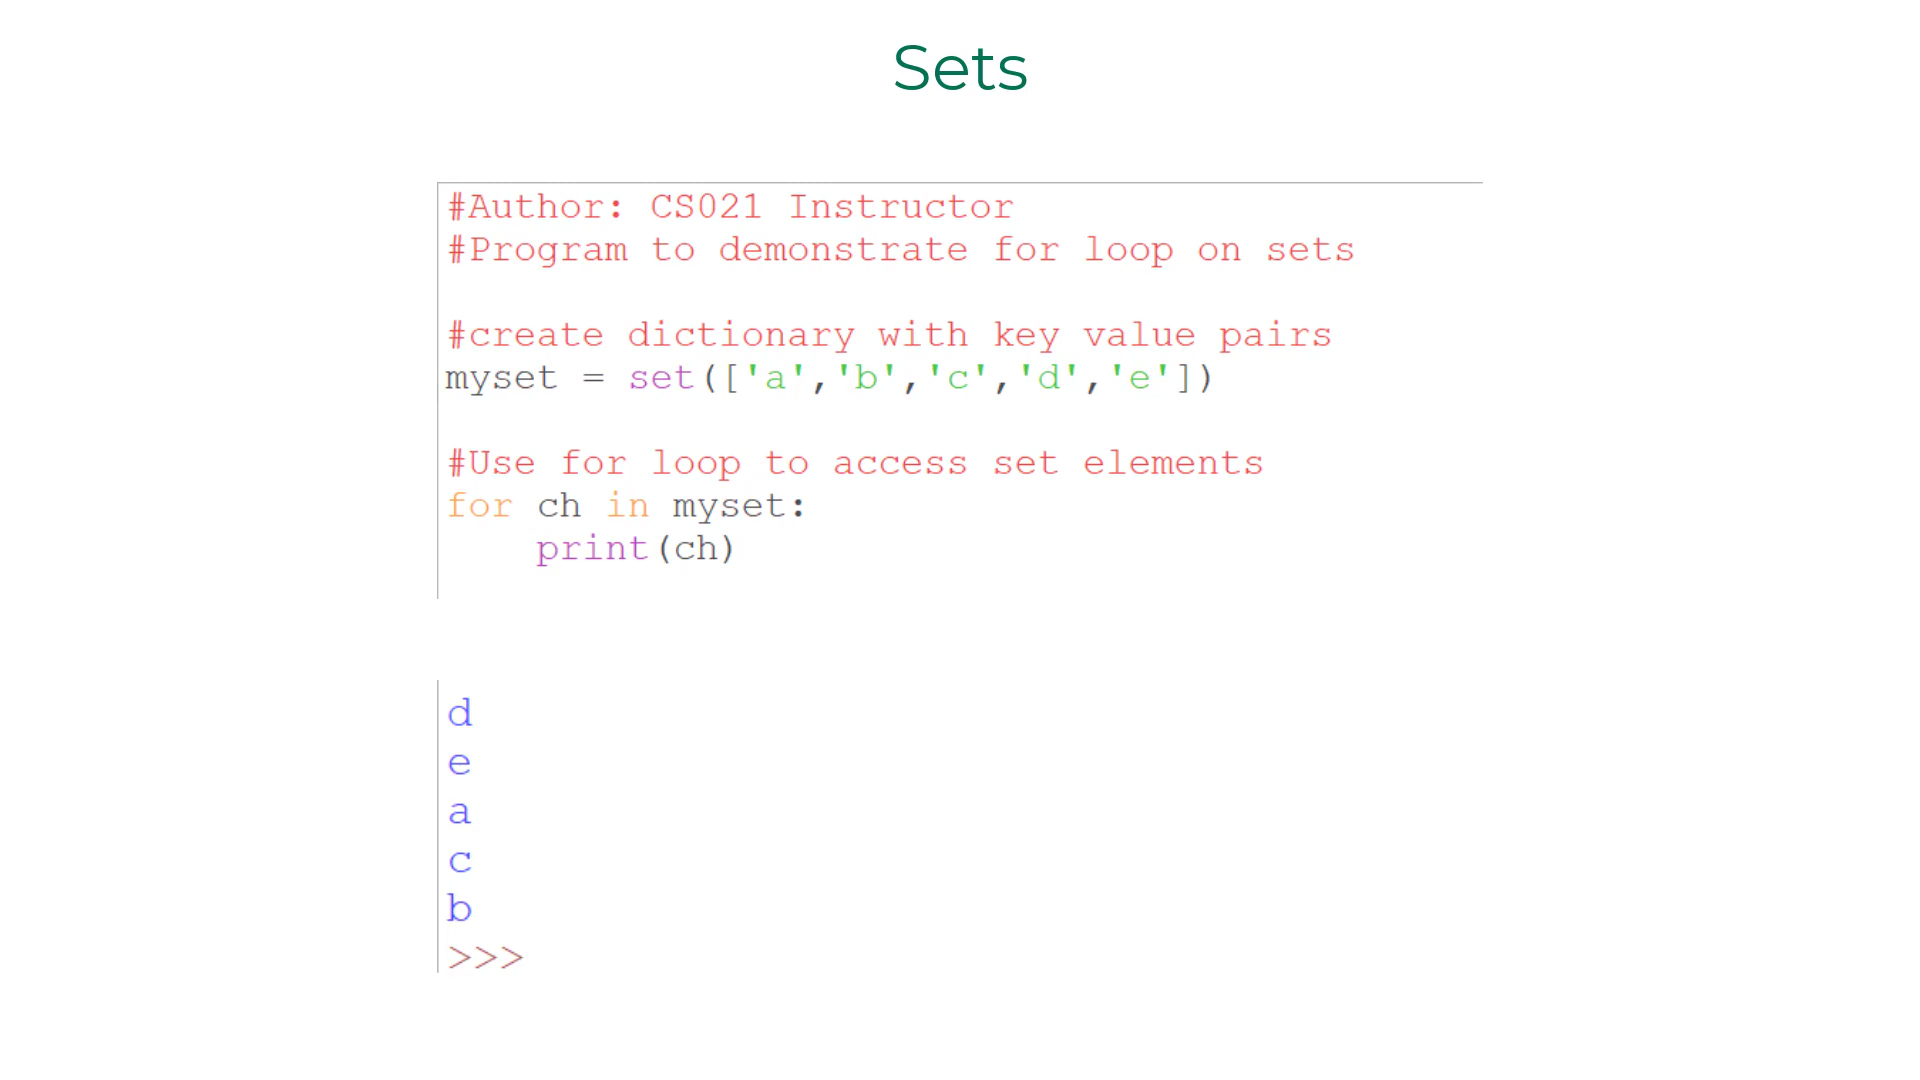 Sets
#Author: CS021 Instructor
#Program to demonstrate for loop on sets
#create dictionary with key value pairs
myset = set(['a','b','c','d','e'])
#Use for loop to access set elements
for ch in myset:
    print(ch)
d
e
a
c
b
>>>